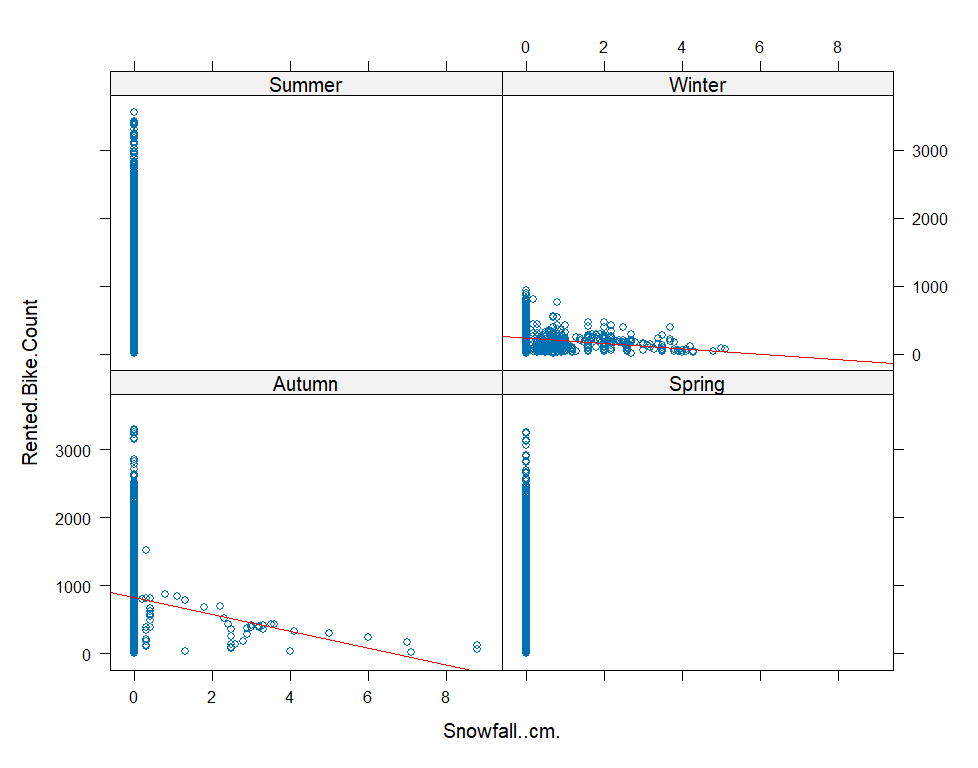 0 2 4 6 8
Summer Winter
3000
2000
1000
0
Autumn Spring
3000
2000
1000
0
0 2 4 6 8
Rented.Bike.Count
Snowfall..cm.